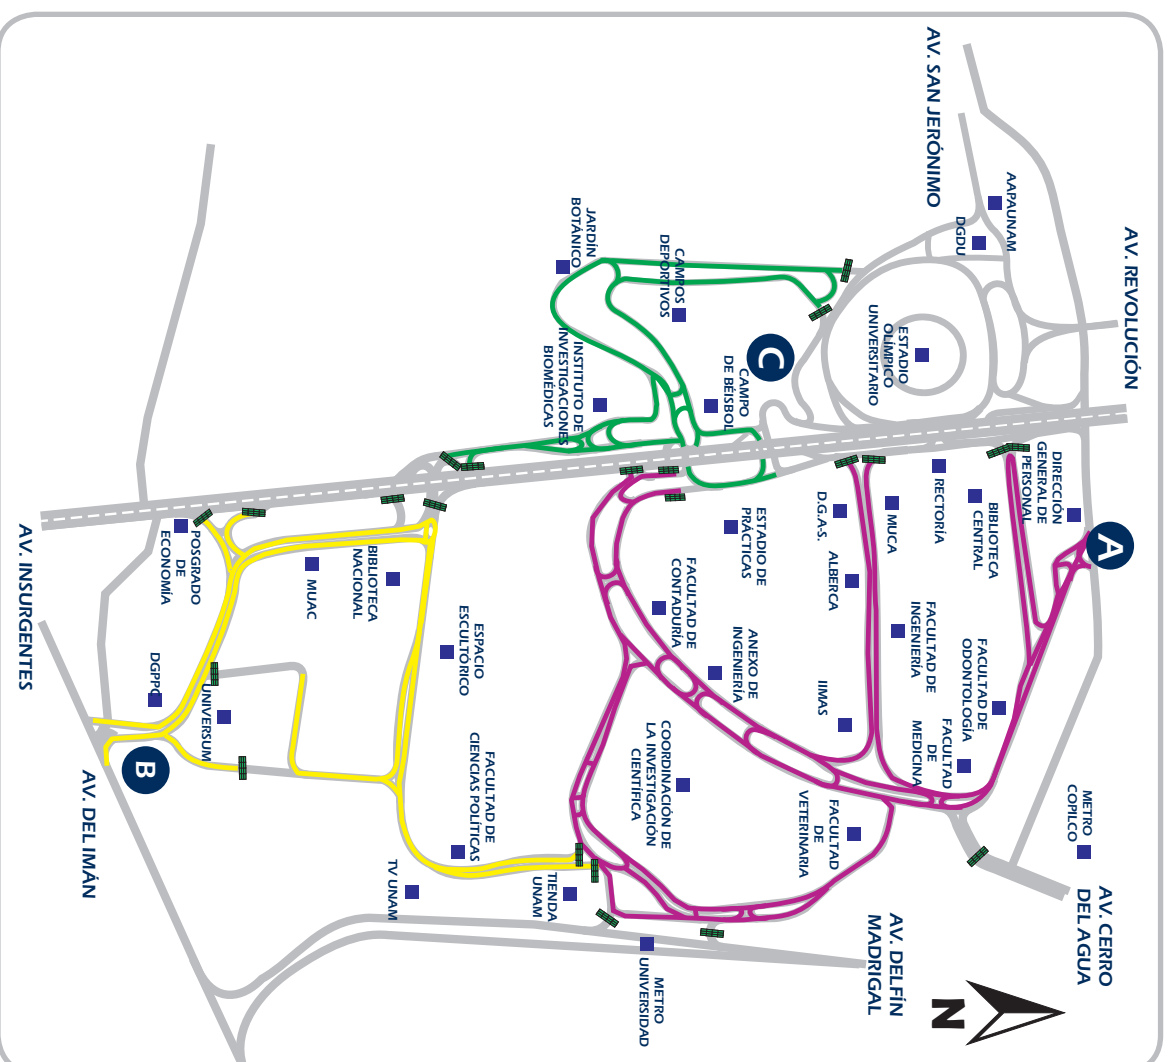 AV. SAN JERÓNIMO
AV. REVOLUCIÓN
AAPAUNAM
DGDU
JARDÍN
BOTÁNICO
CAMPOS
DEPORTIVOS
ESTADIO
OLÍMPICO
UNIVERSITARIO
C
CAMPO
DE BÉISBOL
INSTITUTO DE
INVESTIGACIONES
BIOMÉDICAS
DIRECCIÓN
GENERAL DE
PERSONAL
A
BIBLIOTECA
CENTRAL
RECTORÍA
MUCA
D.G.A-S.
ALBERCA
ESTADIO DE
PRÁCTICAS
FACULTAD DE
CONTADURÍA
ANEXO DE
INGENIERÍA
FACULTAD DE
INGENIERÍA
FACULTAD DE
ODONTOLOGÍA
IIMAS
FACULTAD
DE
MEDICINA
FACULTAD
DE
VETERINARIA
COORDINACIÓN DE
LA INVESTIGACIÓN
CIENTÍFICA
METRO
COPILCO
AV. CERRO
DEL AGUA
AV. DELFÍN
MADRIGAL
N
METRO
UNIVERSIDAD
TIENDA
UNAM
TV UNAM
FACULTAD DE
CIENCIAS POLÍTICAS
ESPACIO
ESCULTÓRICO
BIBLIOTECA
NACIONAL
MUAC
POSGRADO
DE
ECONOMÍA
UNIVERSUM
DGPPO
B
AV. INSURGENTES
AV. DEL IMÁN